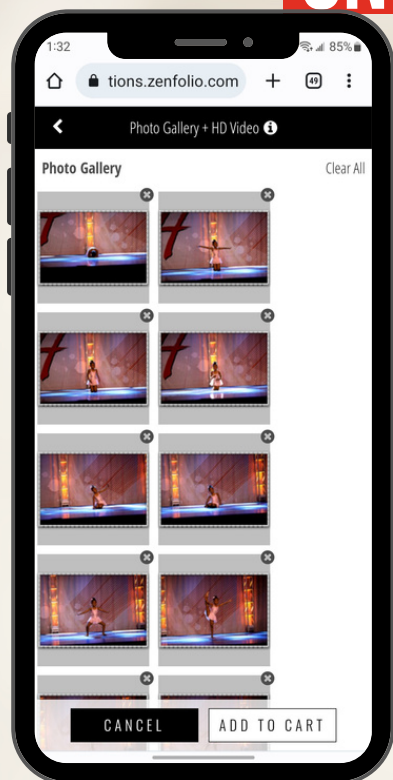 1:32
85%
tions.zenfolio.com
49
Photo Gallery + HD Video
Photo Gallery
Clear All
CANCEL
ADD TO CART